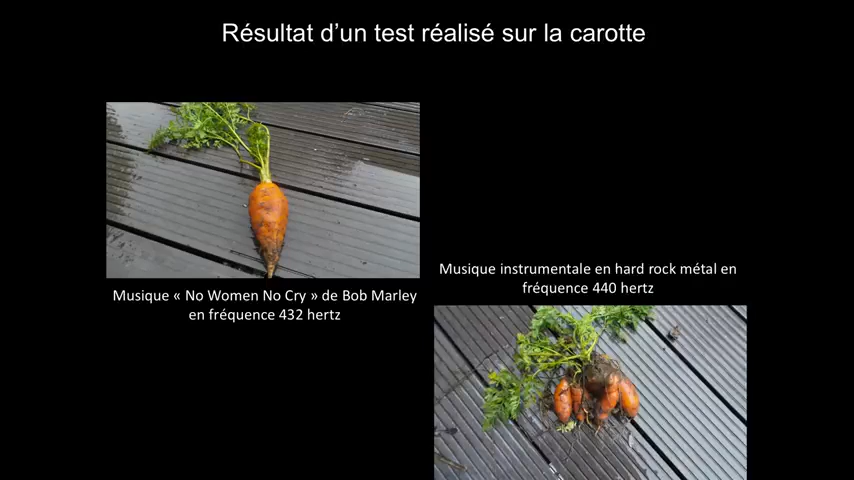 Résultat d’un test réalisé sur la carotte
Musique « No Women No Cry » de Bob Marley
en fréquence 432 hertz
Musique instrumentale en hard rock métal en
fréquence 440 hertz